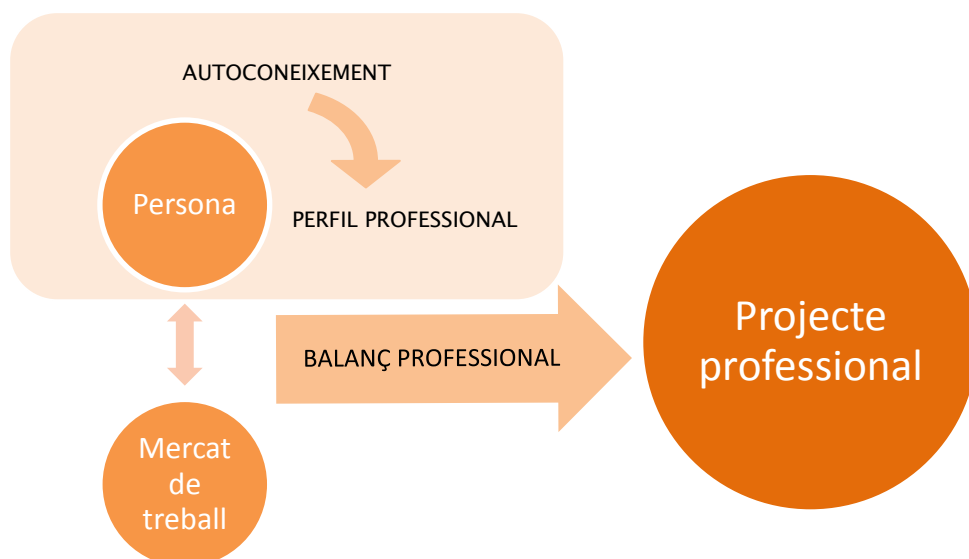 AUTOCONEIXEMENT
Persona
PERFIL PROFESSIONAL
BALANÇ PROFESSIONAL
Projecte
professional
Mercat
de
treball